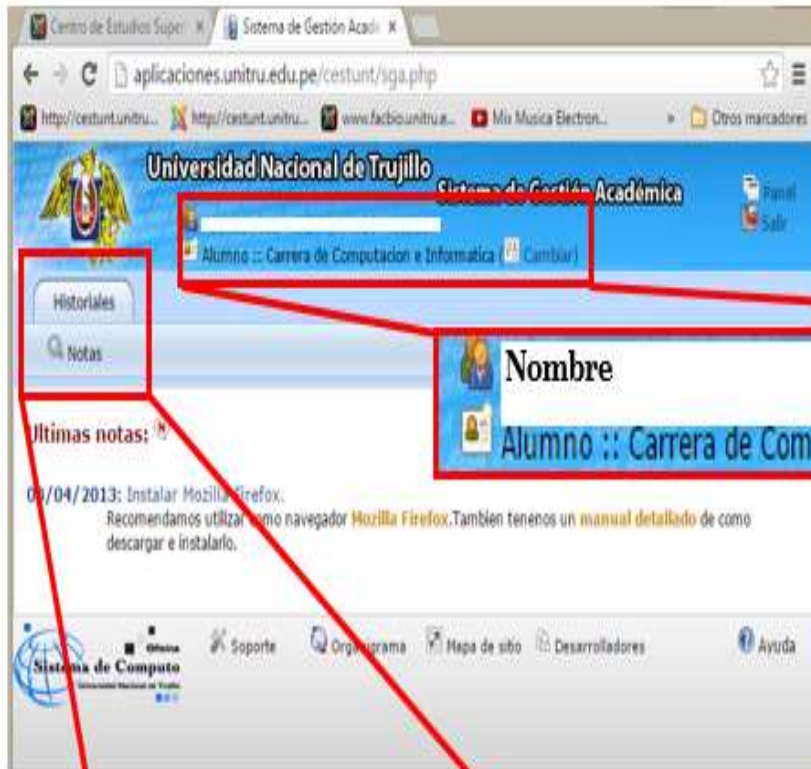 Centro de Estudios Super
Sistema de Gestión Acad
aplicaciones.unitru.edu.pe/cestunt/sga.php
http://cestunt.unitru... http://cestunt.unitru... www.facbio.unitru.e... Mix Musica Electron... » Otros marcadores
Universidad Nacional de Trujillo
Sistema de Gestión Académica
Panel
Salir
Alumno :: Carrera de Computacion e Informatica ( Cambiar)
Historiales
Notas
Nombre
Alumno :: Carrera de Com
Ultimas notas:
/04/2013: Instalar Mozilla Firefox.
Recomendamos utilizar como navegador Mozilla Firefox.Tambien tenenos un manual detallado de como
descargar e instalarlo.
Oficina
Sistema de Computo
Soporte Organigrama Mapa de sitio Desarrolladores Ayuda